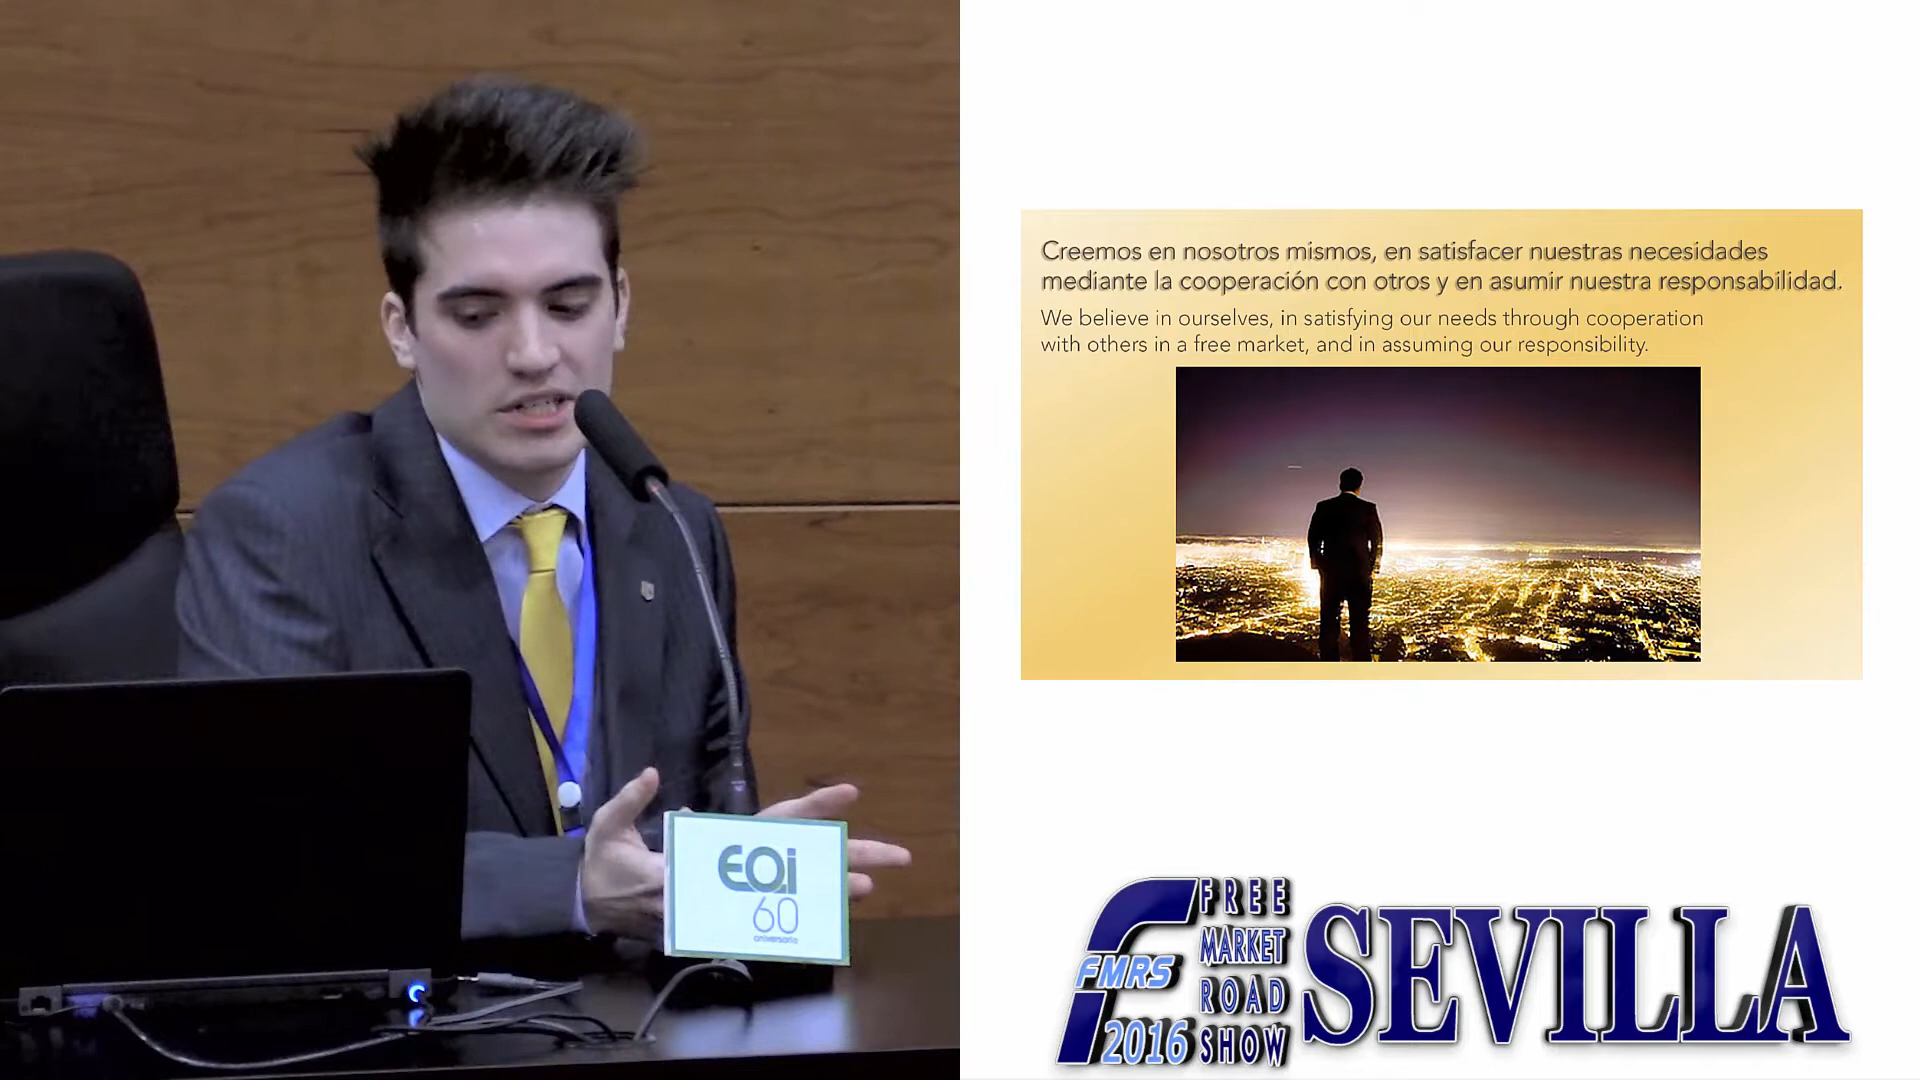 EOi
60
aniversario
Creemos en nosotros mismos, en satisfacer nuestras necesidades
mediante la cooperación con otros y en asumir nuestra responsabilidad.
We believe in ourselves, in satisfying our needs through cooperation
with others in a free market, and in assuming our responsibility.
FMRS
2016
FREE
MARKET
ROAD
SHOW
SEVILLA